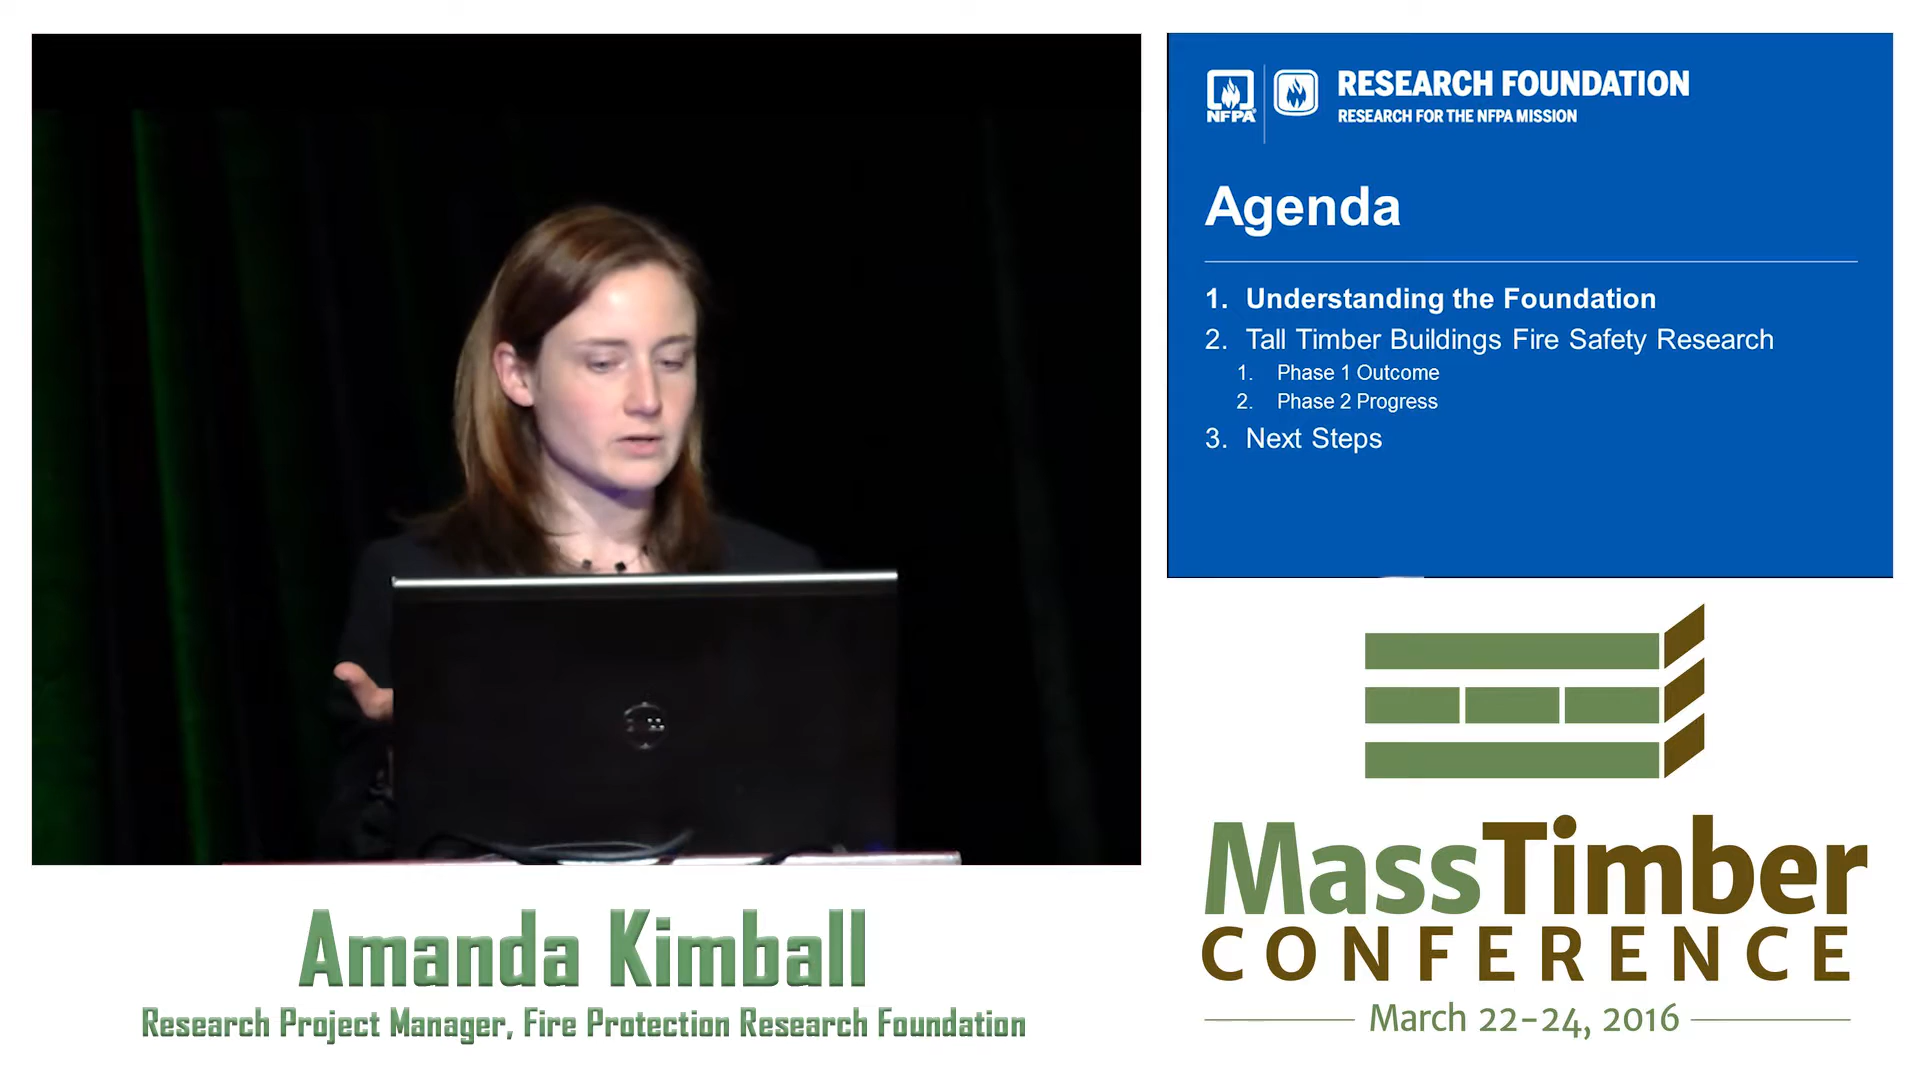 NFPA
RESEARCH FOUNDATION
RESEARCH FOR THE NFPA MISSION
Agenda
1. Understanding the Foundation
2. Tall Timber Buildings Fire Safety Research
1. Phase 1 Outcome
2. Phase 2 Progress
3. Next Steps
MassTimber
CONFERENCE
March 22-24, 2016
Amanda Kimball
Research Project Manager, Fire Protection Research Foundation